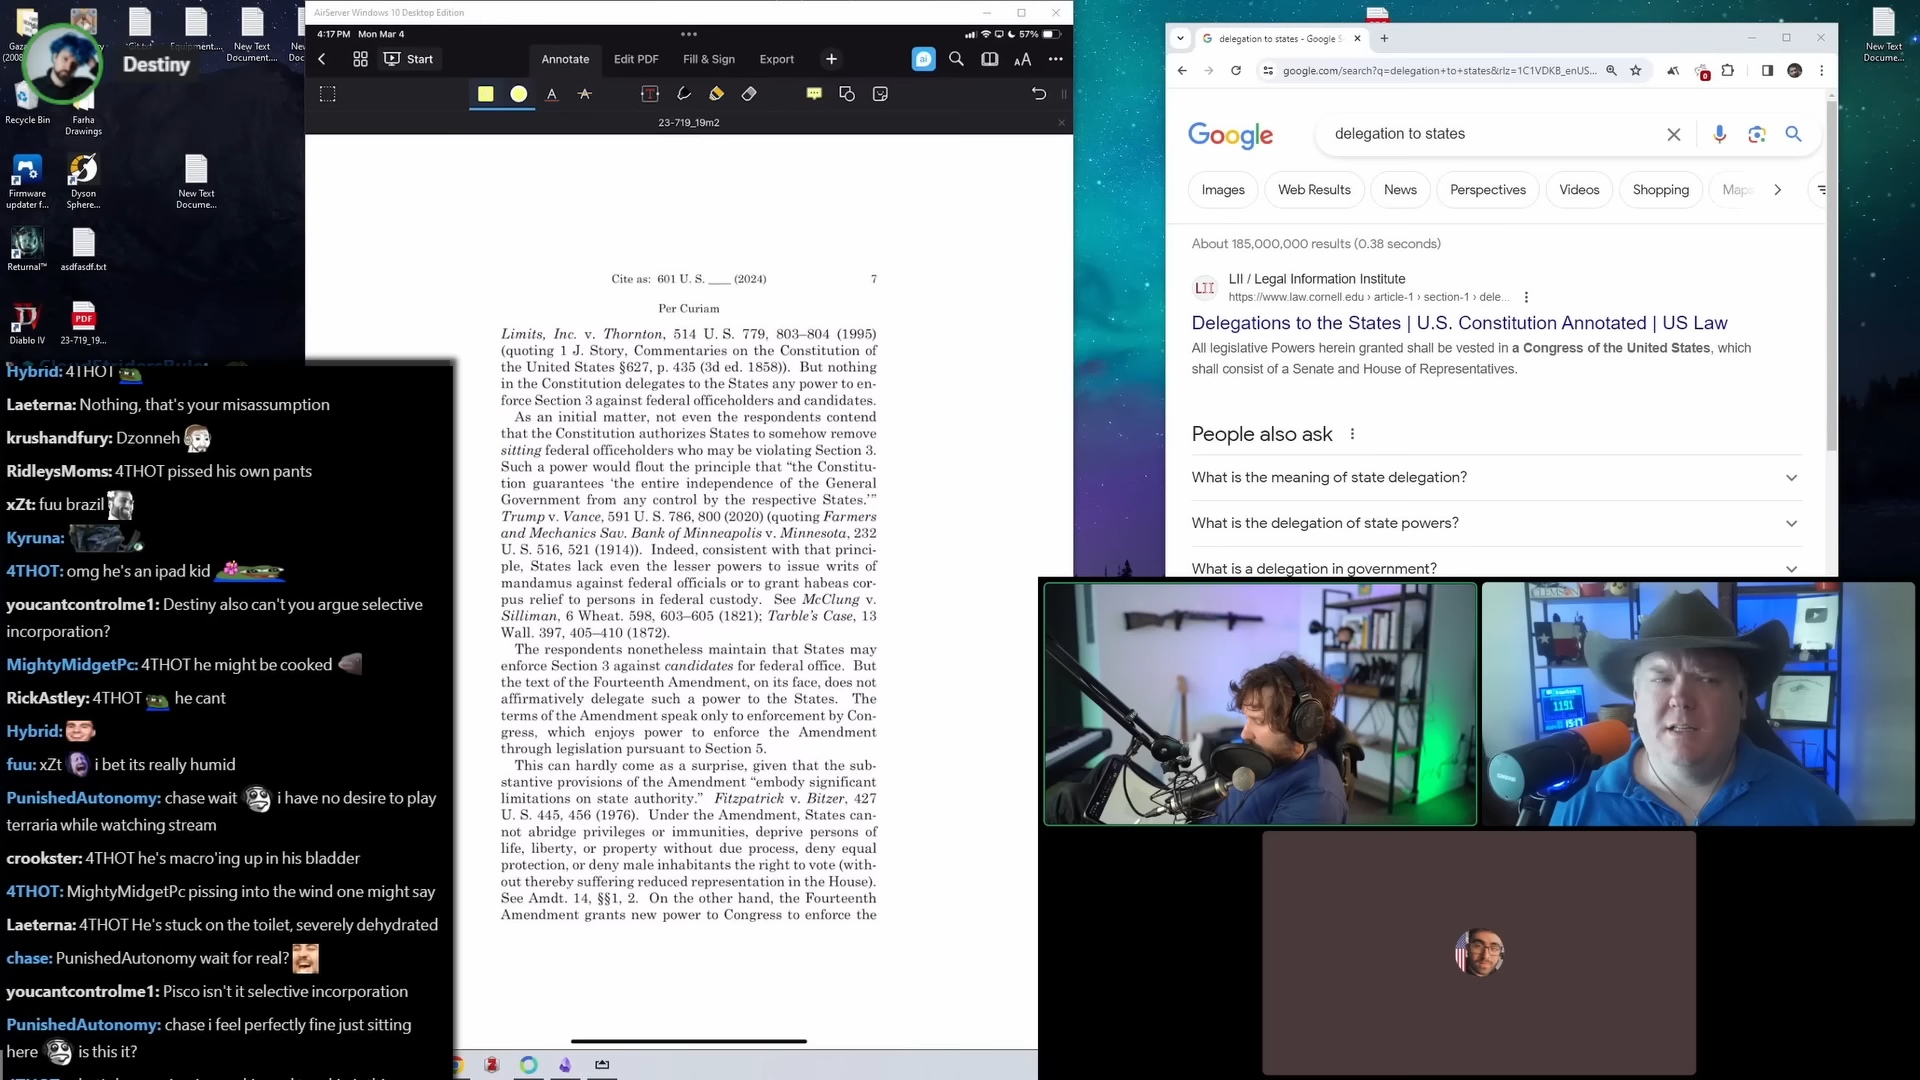 AirServer Windows 10 Desktop Edition
4:17PM Mon Mar 4
57%
Start
Annotate
Edit PDF
Fill & Sign
Export
23-719_19m2
Destiny
Recycle Bin
Farha
Drawings
Equipment....
New Text
Document....
Firmware
updater f...
Dyson
Sphere...
New Text
Docume...
Returnal™
asdfasdf.txt
Diablo IV
PDF
23-719_19...
Cite as: 601 U. S. ____ (2024)
7
Per Curiam
Limits, Inc. v. Thornton, 514 U. S. 779, 803–804 (1995)
(quoting 1 J. Story, Commentaries on the Constitution of
the United States §627, p. 435 (3d ed. 1858)). But nothing
in the Constitution delegates to the States any power to en-
force Section 3 against federal officeholders and candidates.
As an initial matter, not even the respondents contend
that the Constitution authorizes States to somehow remove
sitting federal officeholders who may be violating Section 3.
Such a power would flout the principle that “the Constitu-
tion guarantees ‘the entire independence of the General
Government from any control by the respective States.’”
Trump v. Vance, 591 U. S. 786, 800 (2020) (quoting Farmers
and Mechanics Sav. Bank of Minneapolis v. Minnesota, 232
U. S. 516, 521 (1914)). Indeed, consistent with that princi-
ple, States lack even the lesser powers to issue writs of
mandamus against federal officials or to grant habeas cor-
pus relief to persons in federal custody. See McClung v.
Silliman, 6 Wheat. 598, 603–605 (1821); Tarble’s Case, 13
Wall. 397, 405–410 (1872).
The respondents nonetheless maintain that States may
enforce Section 3 against candidates for federal office. But
the text of the Fourteenth Amendment, on its face, does not
affirmatively delegate such a power to the States. The
terms of the Amendment speak only to enforcement by Con-
gress, which enjoys power to enforce the Amendment
through legislation pursuant to Section 5.
This can hardly come as a surprise, given that the sub-
stantive provisions of the Amendment “embody significant
limitations on state authority.” Fitzpatrick v. Bitzer, 427
U. S. 445, 456 (1976). Under the Amendment, States can-
not abridge privileges or immunities, deprive persons of
life, liberty, or property without due process, deny equal
protection, or deny male inhabitants the right to vote (with-
out thereby suffering reduced representation in the House).
See Amdt. 14, §§1, 2. On the other hand, the Fourteenth
Amendment grants new power to Congress to enforce the
Hybrid: 4THOT
Laeterna: Nothing, that's your misassumption
krushandfury: Dzonneh
RidleysMoms: 4THOT pissed his own pants
xZt: fuu brazil
Kyruna:
4THOT: omg he's an ipad kid
youcantcontrolme1: Destiny also can't you argue selective
incorporation?
MightyMidgetPc: 4THOT he might be cooked
RickAstley: 4THOT he cant
Hybrid:
fuu: xZt i bet its really humid
PunishedAutonomy: chase wait i have no desire to play
terraria while watching stream
crookster: 4THOT he's macro'ing up in his bladder
4THOT: MightyMidgetPc pissing into the wind one might say
Laeterna: 4THOT He's stuck on the toilet, severely dehydrated
chase: PunishedAutonomy wait for real?
youcantcontrolme1: Pisco isn't it selective incorporation
PunishedAutonomy: chase i feel perfectly fine just sitting
here is this it?
delegation to states - Google S
google.com/search?q=delegation+to+states&rlz=1C1VDKB_enUS...
Google
delegation to states
Images
Web Results
News
Perspectives
Videos
Shopping
Maps
About 185,000,000 results (0.38 seconds)
LII / Legal Information Institute
https://www.law.cornell.edu › article-1 › section-1 › dele...
Delegations to the States | U.S. Constitution Annotated | US Law
All legislative Powers herein granted shall be vested in a Congress of the United States, which
shall consist of a Senate and House of Representatives.
People also ask
What is the meaning of state delegation?
What is the delegation of state powers?
What is a delegation in government?
New Text
Docume...
CLEMSON
1191